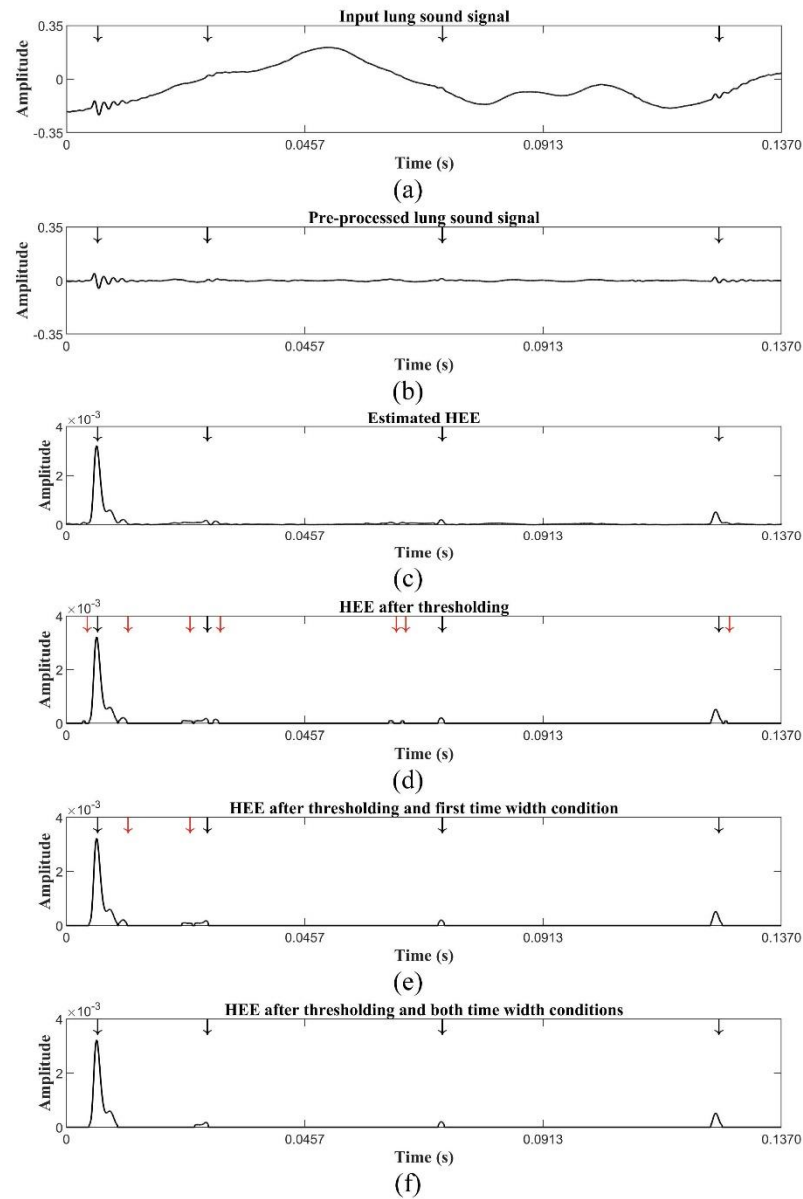 Input lung sound signal
0.35
0
-0.35
Amplitude
0 0.0457 0.0913 0.1370
Time (s)
(a)
Pre-processed lung sound signal
0.35
0
-0.35
Amplitude
0 0.0457 0.0913 0.1370
Time (s)
(b)
Estimated HEE
×10⁻³
4
2
0
Amplitude
0 0.0457 0.0913 0.1370
Time (s)
(c)
HEE after thresholding
×10⁻³
4
2
0
Amplitude
0 0.0457 0.0913 0.1370
Time (s)
(d)
HEE after thresholding and first time width condition
×10⁻³
4
2
0
Amplitude
0 0.0457 0.0913 0.1370
Time (s)
(e)
HEE after thresholding and both time width conditions
×10⁻³
4
2
0
Amplitude
0 0.0457 0.0913 0.1370
Time (s)
(f)